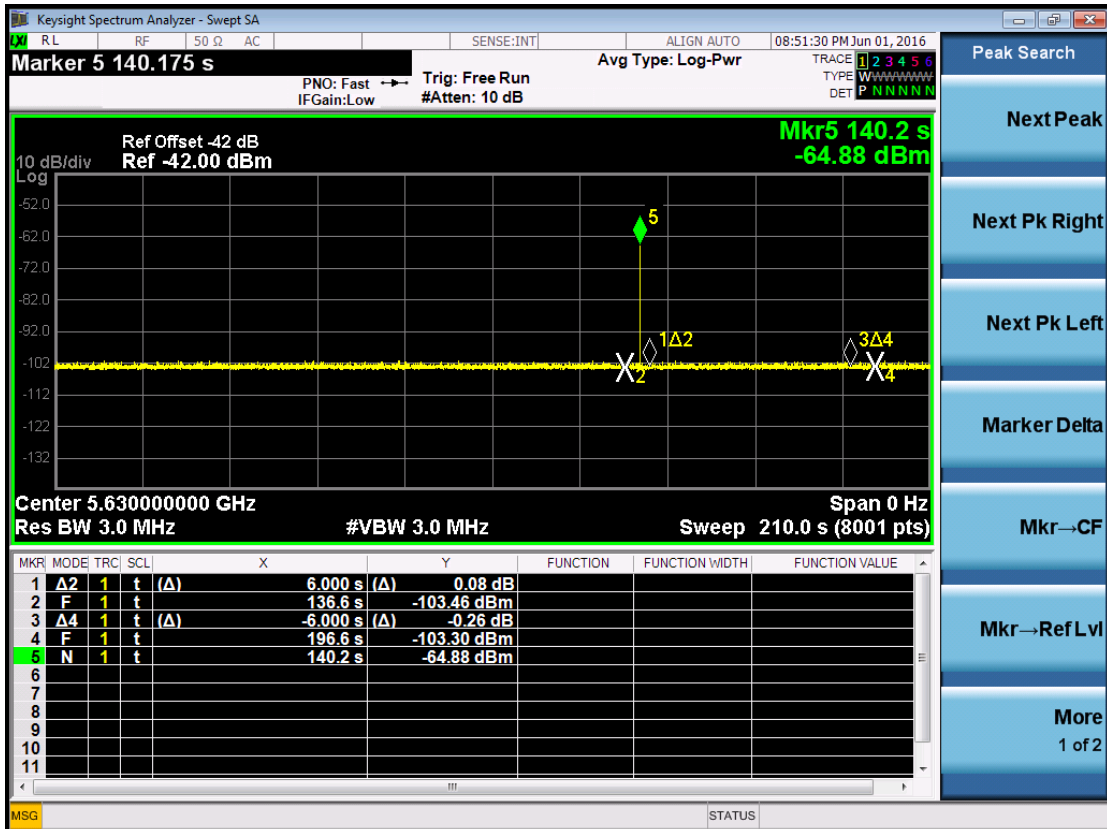 Keysight Spectrum Analyzer - Swept SA
LXI RL RF 50 Ω AC SENSE:INT ALIGN AUTO 08:51:30 PM Jun 01, 2016
Marker 5 140.175 s
PNO: Fast
IFGain:Low
Trig: Free Run
#Atten: 10 dB
Avg Type: Log-Pwr
TRACE 1 2 3 4 5 6
TYPE WWWWWWW
DET P N N N N N
Peak Search
Next Peak
Next Pk Right
Next Pk Left
Marker Delta
Mkr→CF
Mkr→Ref Lvl
More
1 of 2
Mkr5 140.2 s
-64.88 dBm
Ref Offset -42 dB
10 dB/div Ref -42.00 dBm
Log
-52.0
-62.0
-72.0
-82.0
-92.0
-102
-112
-122
-132
5
1Δ2
3Δ4
2
4
Center 5.630000000 GHz Span 0 Hz
Res BW 3.0 MHz #VBW 3.0 MHz Sweep 210.0 s (8001 pts)
MKR MODE TRC SCL X Y FUNCTION FUNCTION WIDTH FUNCTION VALUE
1 Δ2 1 t (Δ) 6.000 s (Δ) 0.08 dB
2 F 1 t 136.6 s -103.46 dBm
3 Δ4 1 t (Δ) -6.000 s (Δ) -0.26 dB
4 F 1 t 196.6 s -103.30 dBm
5 N 1 t 140.2 s -64.88 dBm
6
7
8
9
10
11
MSG STATUS